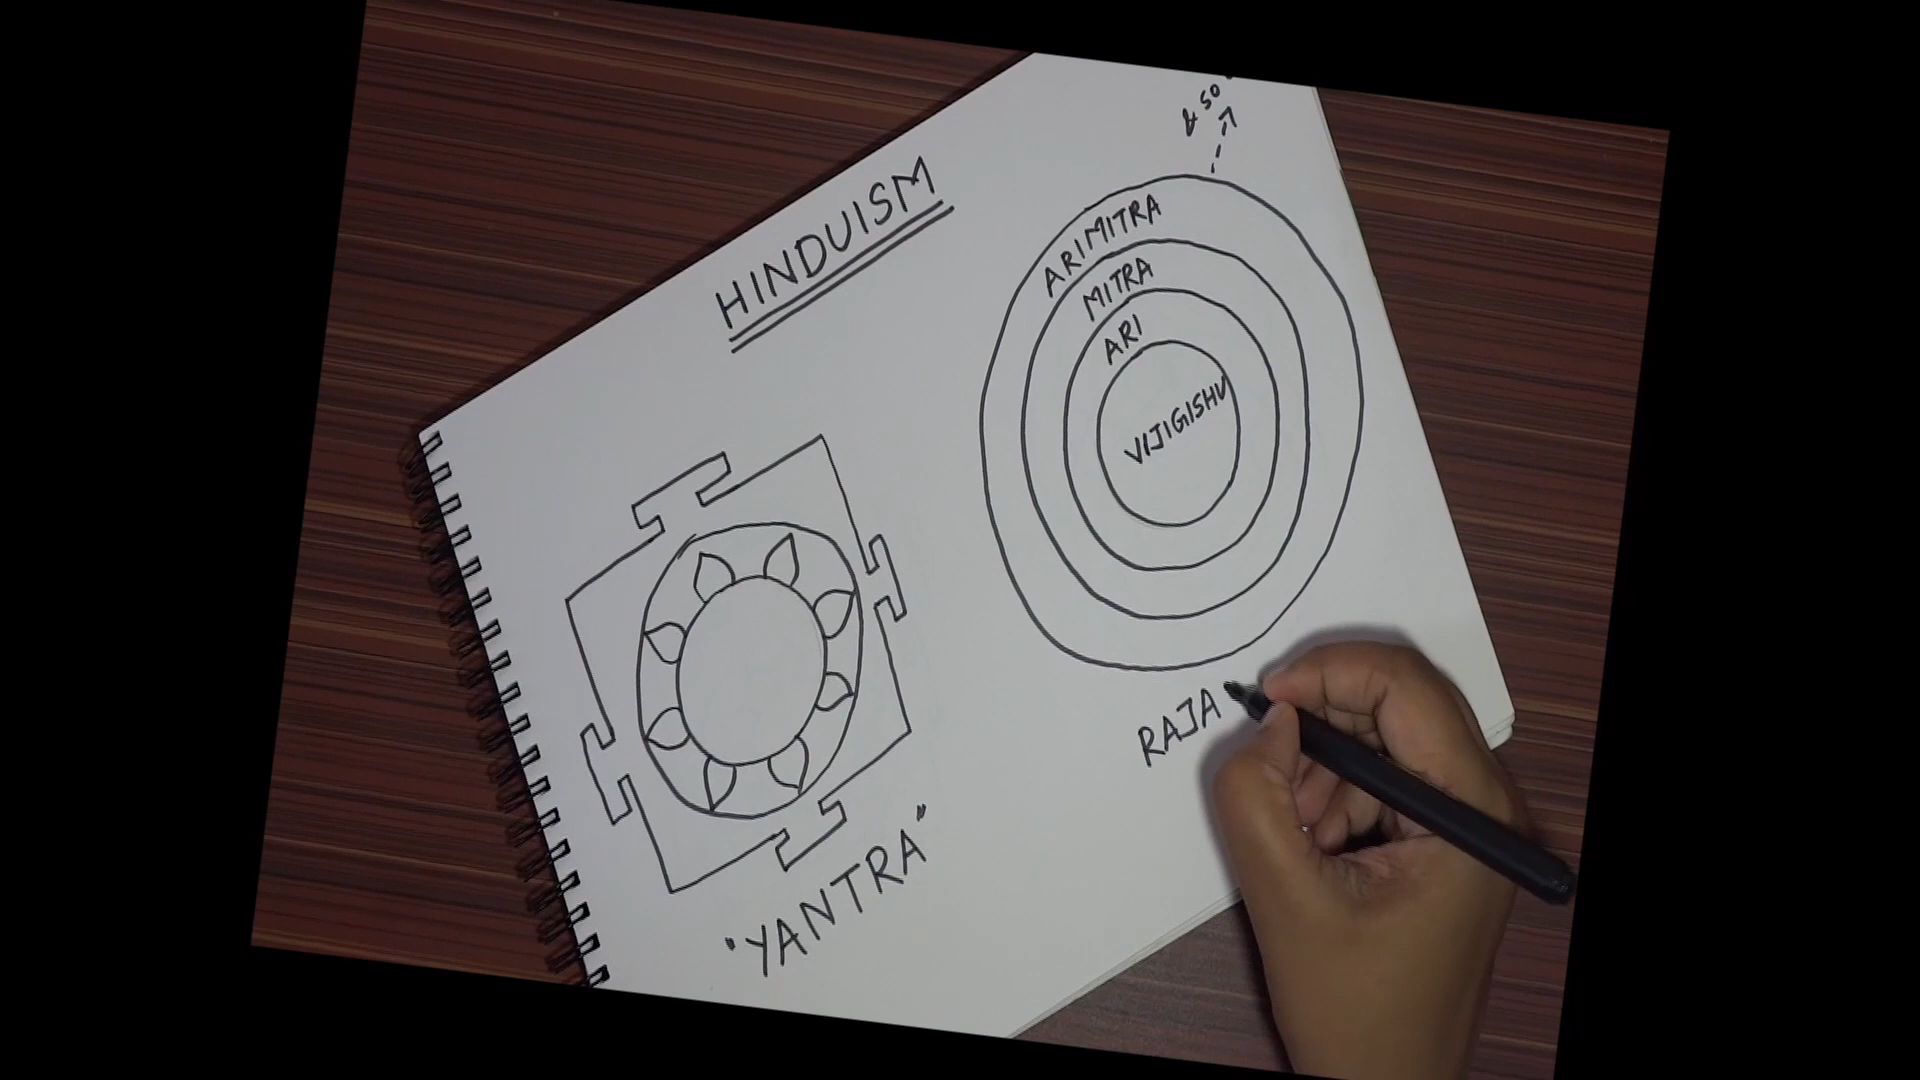 HINDUISM
& SO
ARIMITRA
MITRA
ARI
VIJIGISHU
RAJA
"YANTRA"